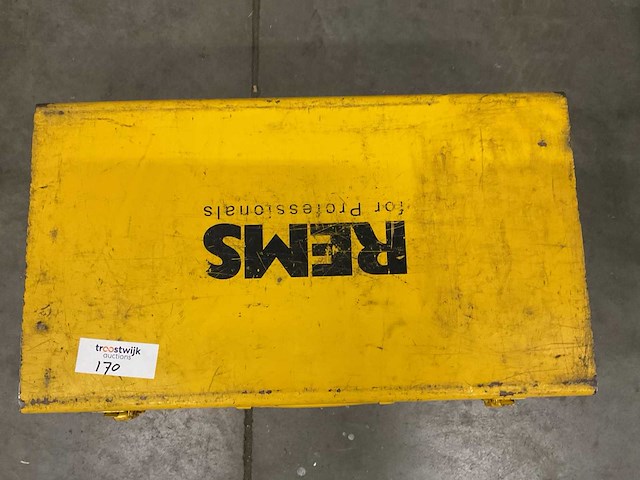 REMS
for Professionals
troostwijk
auctions
170